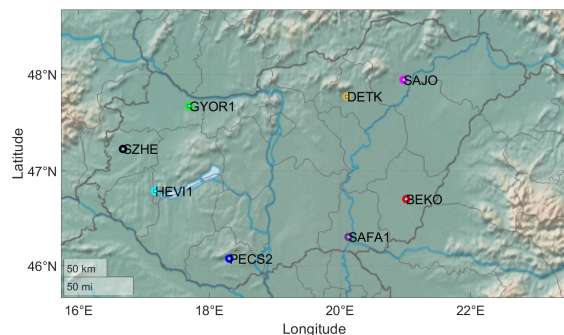 48°N
SAJO
DETK
GYOR1
SZHE
47°N
HEVI1
BEKO
SAFA1
PECS2
46°N
50 km
50 mi
16°E
18°E
20°E
22°E
Latitude
Longitude